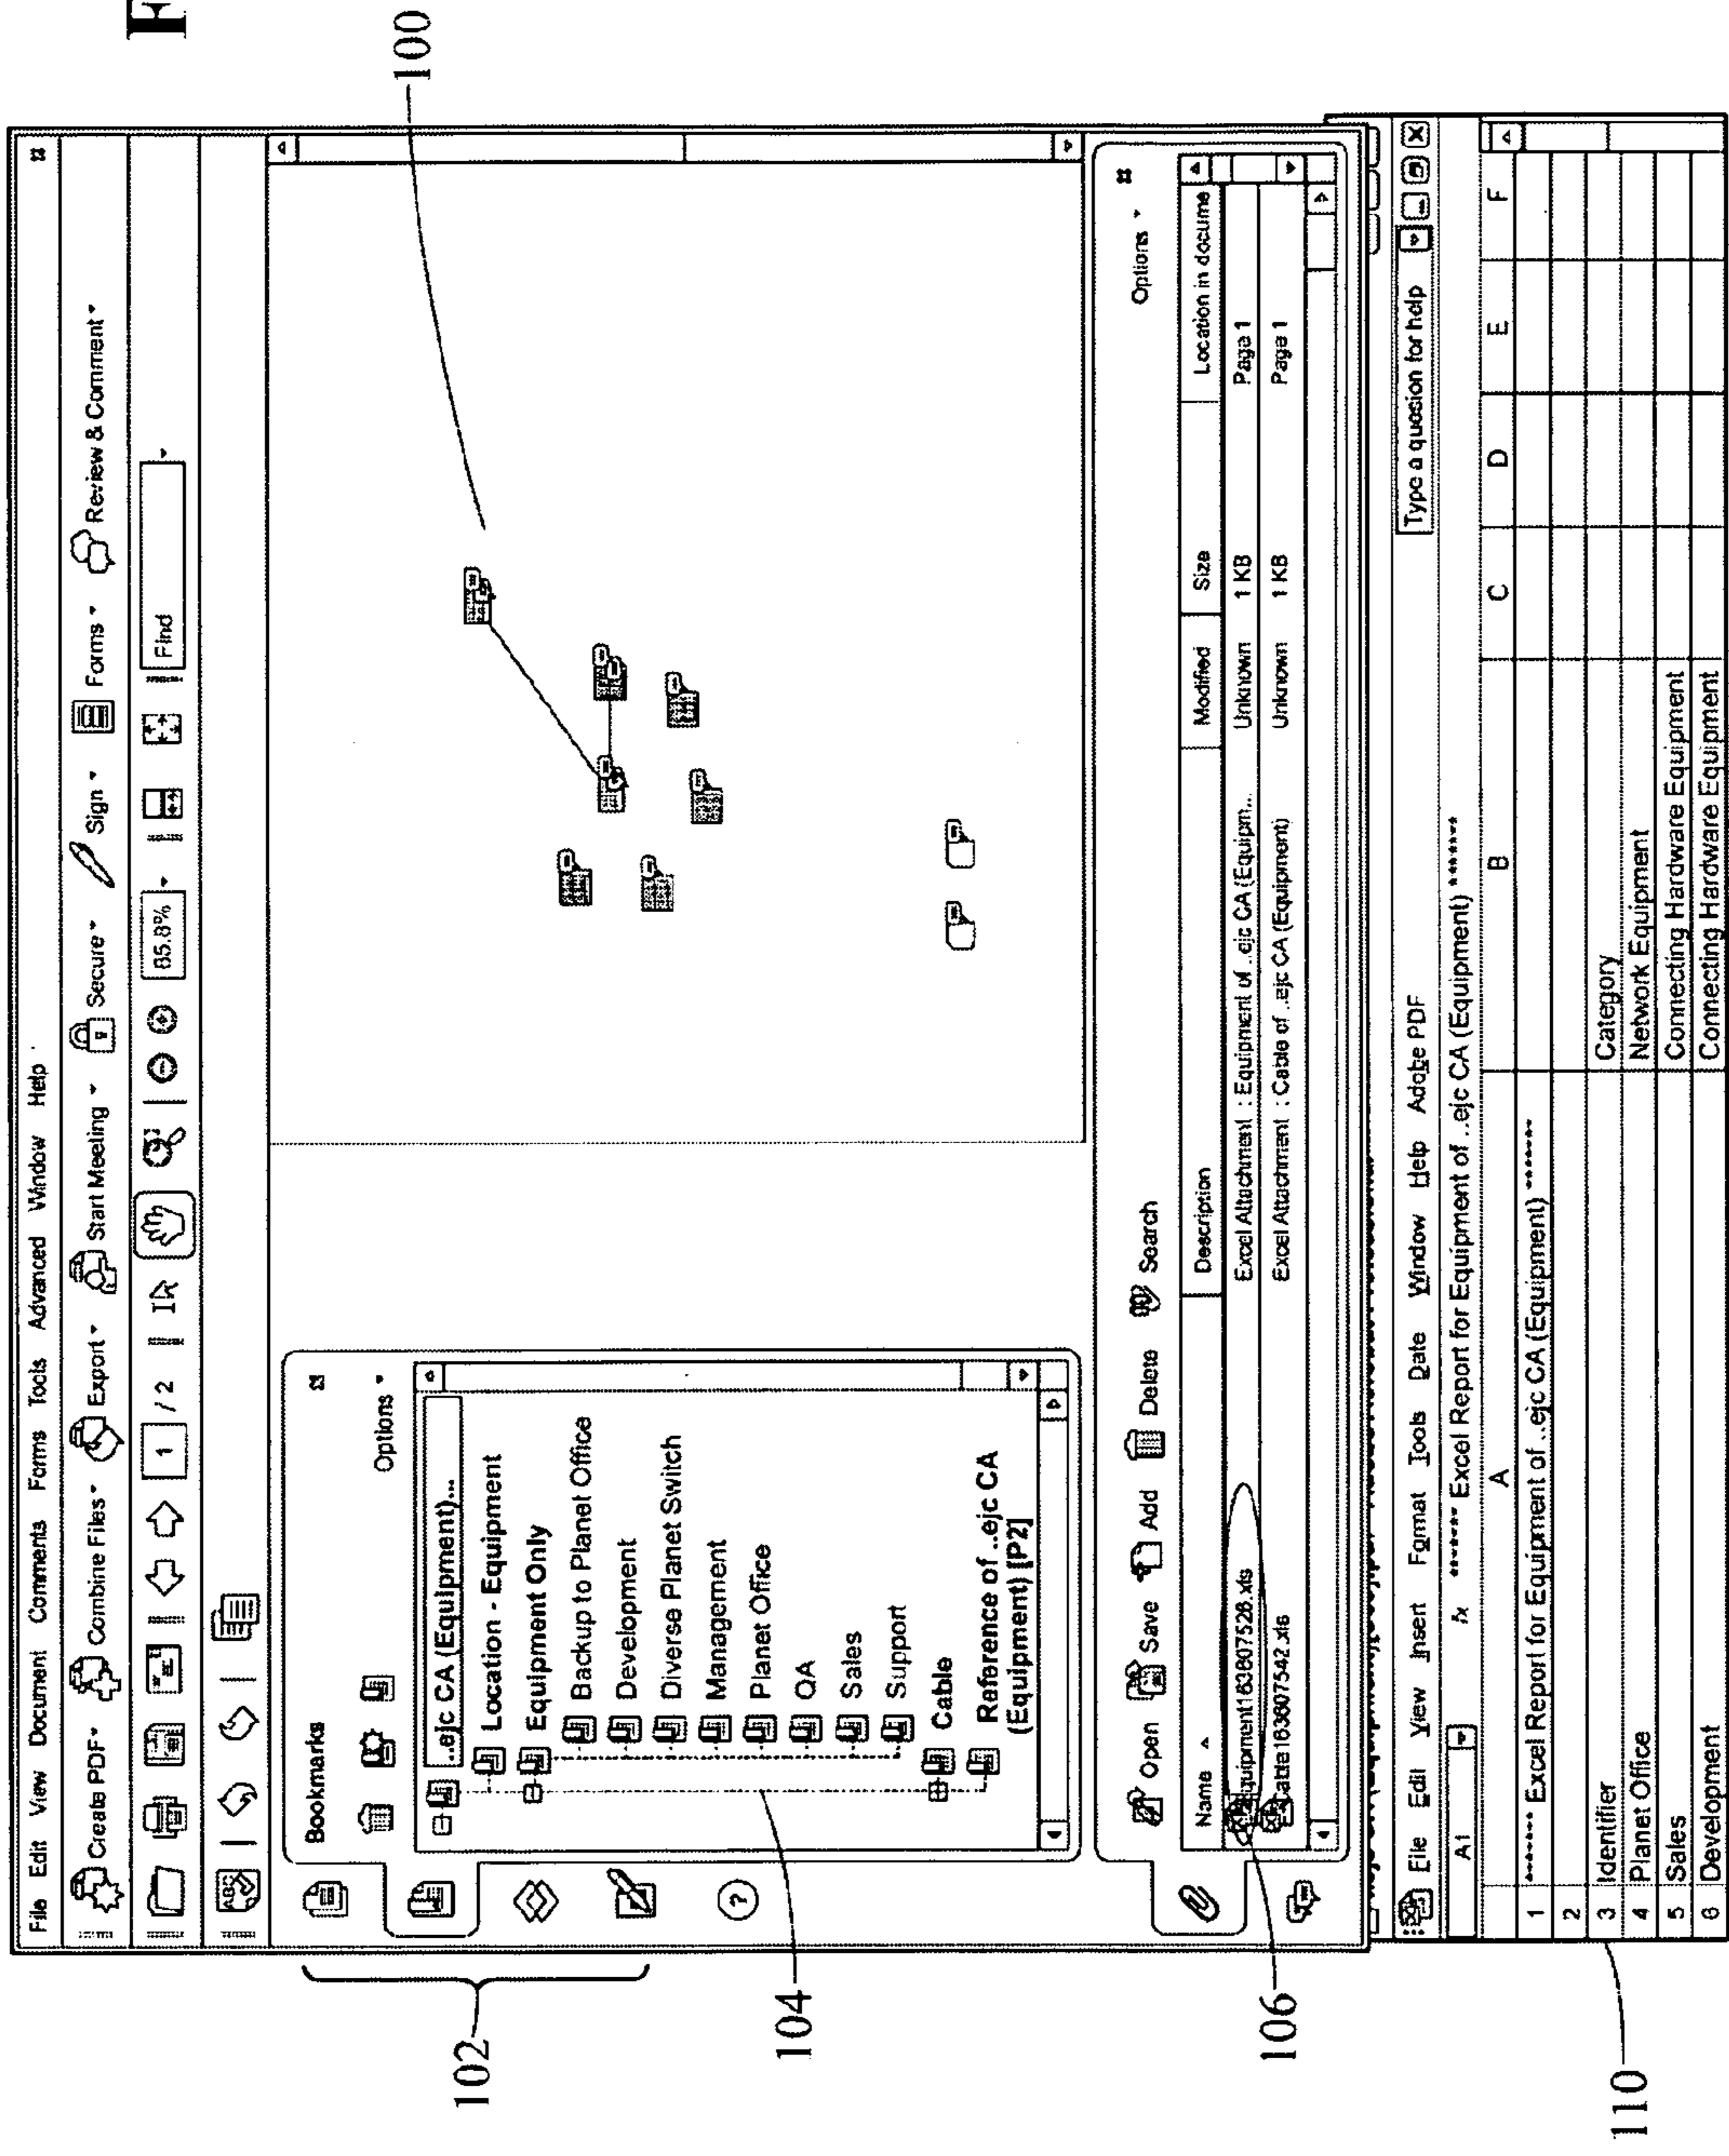 F
100
File Edit View Document Comments Forms Tools Advanced Window Help
Create PDF Combine Files Export Start Meeting Secure Sign Forms Review & Comment
1 / 2 85.8% Find
ABC
102
Bookmarks
Options
..ejc CA (Equipment)...
Location - Equipment
Equipment Only
Backup to Planet Office
Development
Diverse Planet Switch
Management
Planet Office
QA
Sales
Support
Cable
Reference of ..ejc CA
(Equipment) [P2]
104
Open Save Add Delete Search Options
Name Description Modified Size Location in docume
Equipment163807528.xls Excel Attachment : Equipment of ..ejc CA (Equipm... Unknown 1 KB Page 1
163807542.xls Excel Attachment : Cable of ..ejc CA (Equipment) Unknown 1 KB Page 1
106
File Edit View Insert Format Tools Date Window Help Adobe PDF Type a quesion for help
A1 fx ****** Excel Report for Equipment of ..ejc CA (Equipment) ******
A B C D E F
1 ****** Excel Report for Equipment of ..ejc CA (Equipment) ******
2
3 Identifier Category
4 Planet Office Network Equipment
5 Sales Connecting Hardware Equipment
6 Development Connecting Hardware Equipment
110